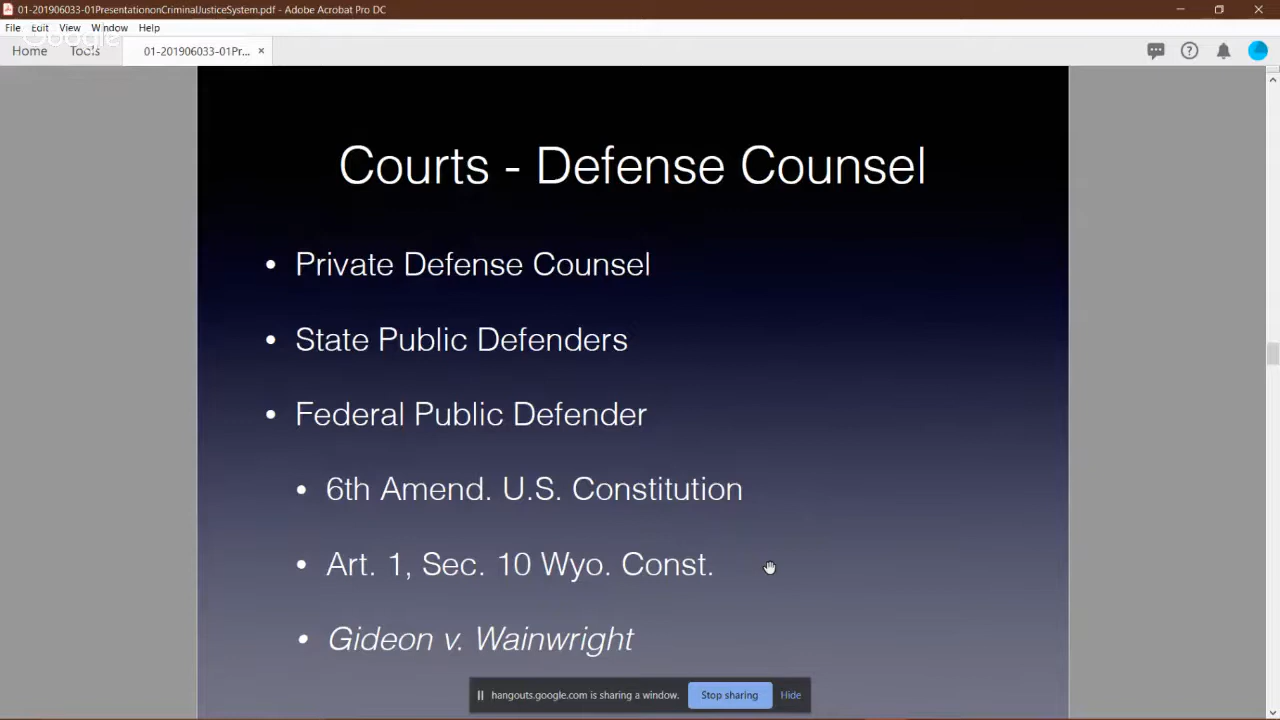 01-201906033-01PresentationonCriminalJusticeSystem.pdf - Adobe Acrobat Pro DC
File Edit View Window Help
Google
Home Tools 01-201906033-01Pr... ×
Courts - Defense Counsel
• Private Defense Counsel
• State Public Defenders
• Federal Public Defender
• 6th Amend. U.S. Constitution
• Art. 1, Sec. 10 Wyo. Const.
• Gideon v. Wainwright
hangouts.google.com is sharing a window. Stop sharing Hide